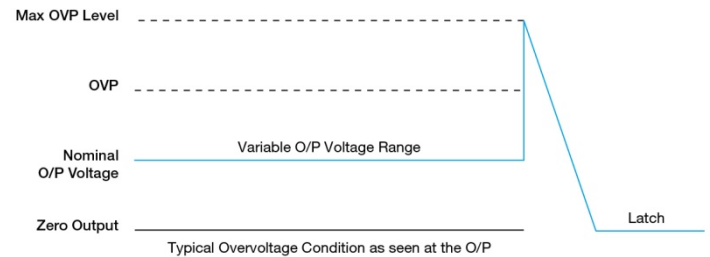 Max OVP Level
OVP
Variable O/P Voltage Range
Nominal
O/P Voltage
Zero Output
Latch
Typical Overvoltage Condition as seen at the O/P